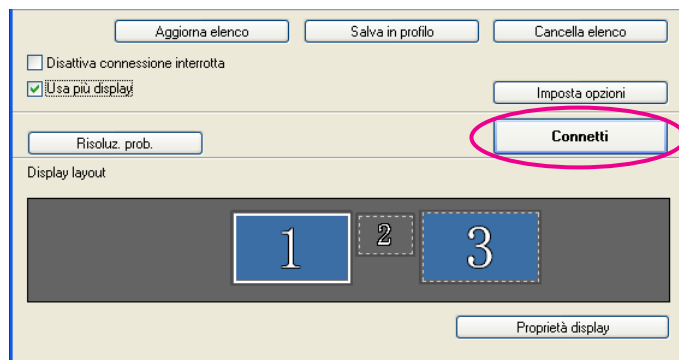 Aggiorna elenco Salva in profilo Cancella elenco
Disattiva connessione interrotta
Usa più display
Imposta opzioni
Risoluz. prob. Connetti
Display layout
1 2 3
Proprietà display